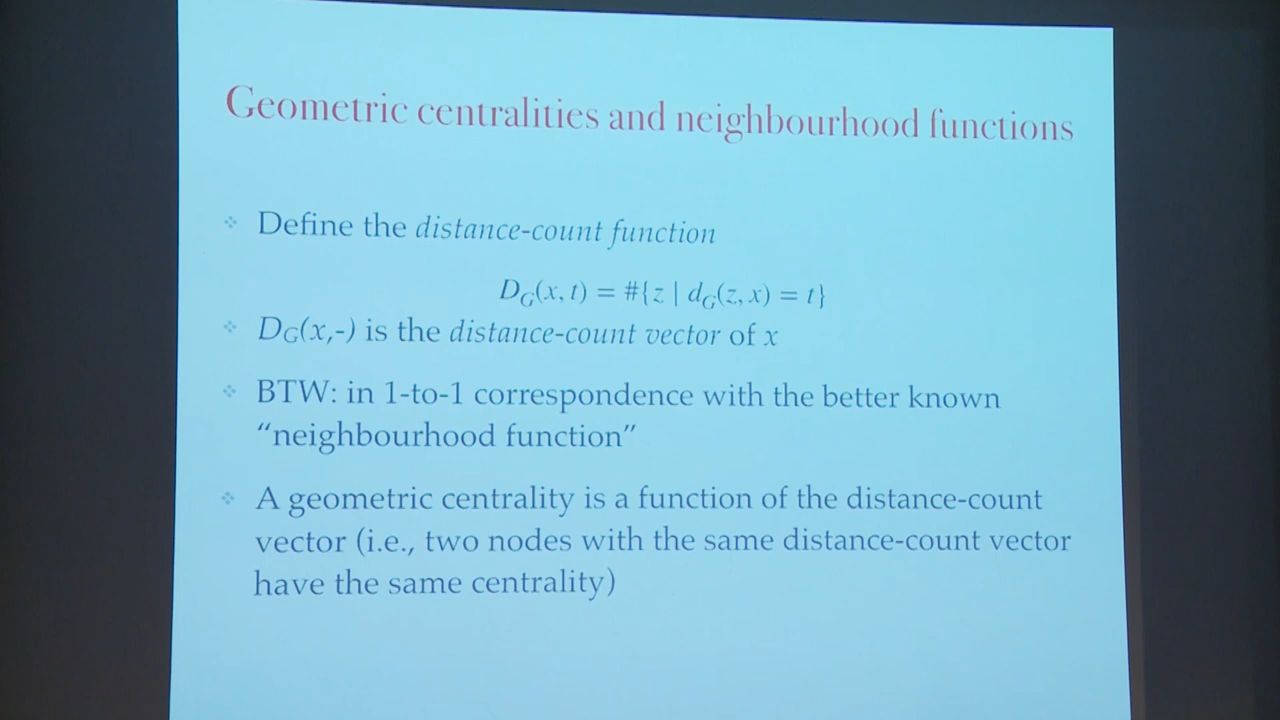 Geometric centralities and neighbourhood functions
Define the distance-count function
D_G(x, t) = #{z | d_G(z, x) = t}
D_G(x,-) is the distance-count vector of x
BTW: in 1-to-1 correspondence with the better known
“neighbourhood function”
A geometric centrality is a function of the distance-count
vector (i.e., two nodes with the same distance-count vector
have the same centrality)